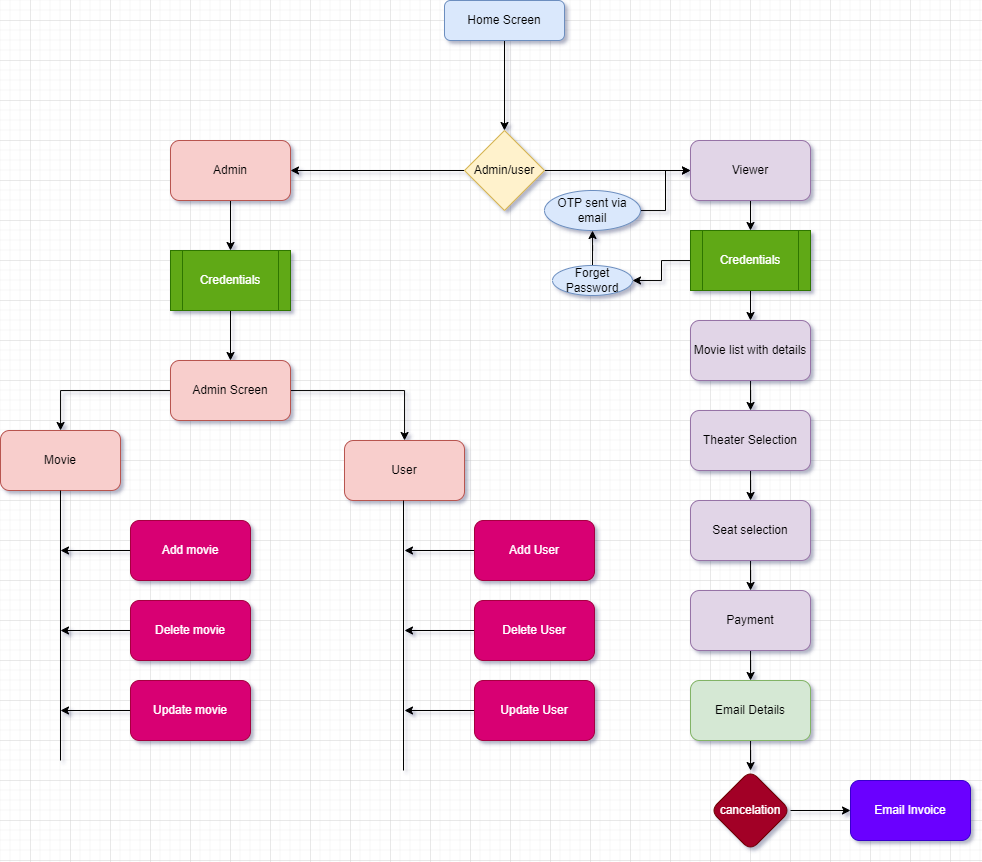 Home Screen
Admin
Admin/user
Viewer
OTP sent via
email
Credentials
Forget
Password
Credentials
Movie list with details
Admin Screen
Theater Selection
Movie
User
Seat selection
Add movie
Add User
Delete movie
Delete User
Payment
Update movie
Update User
Email Details
cancelation
Email Invoice